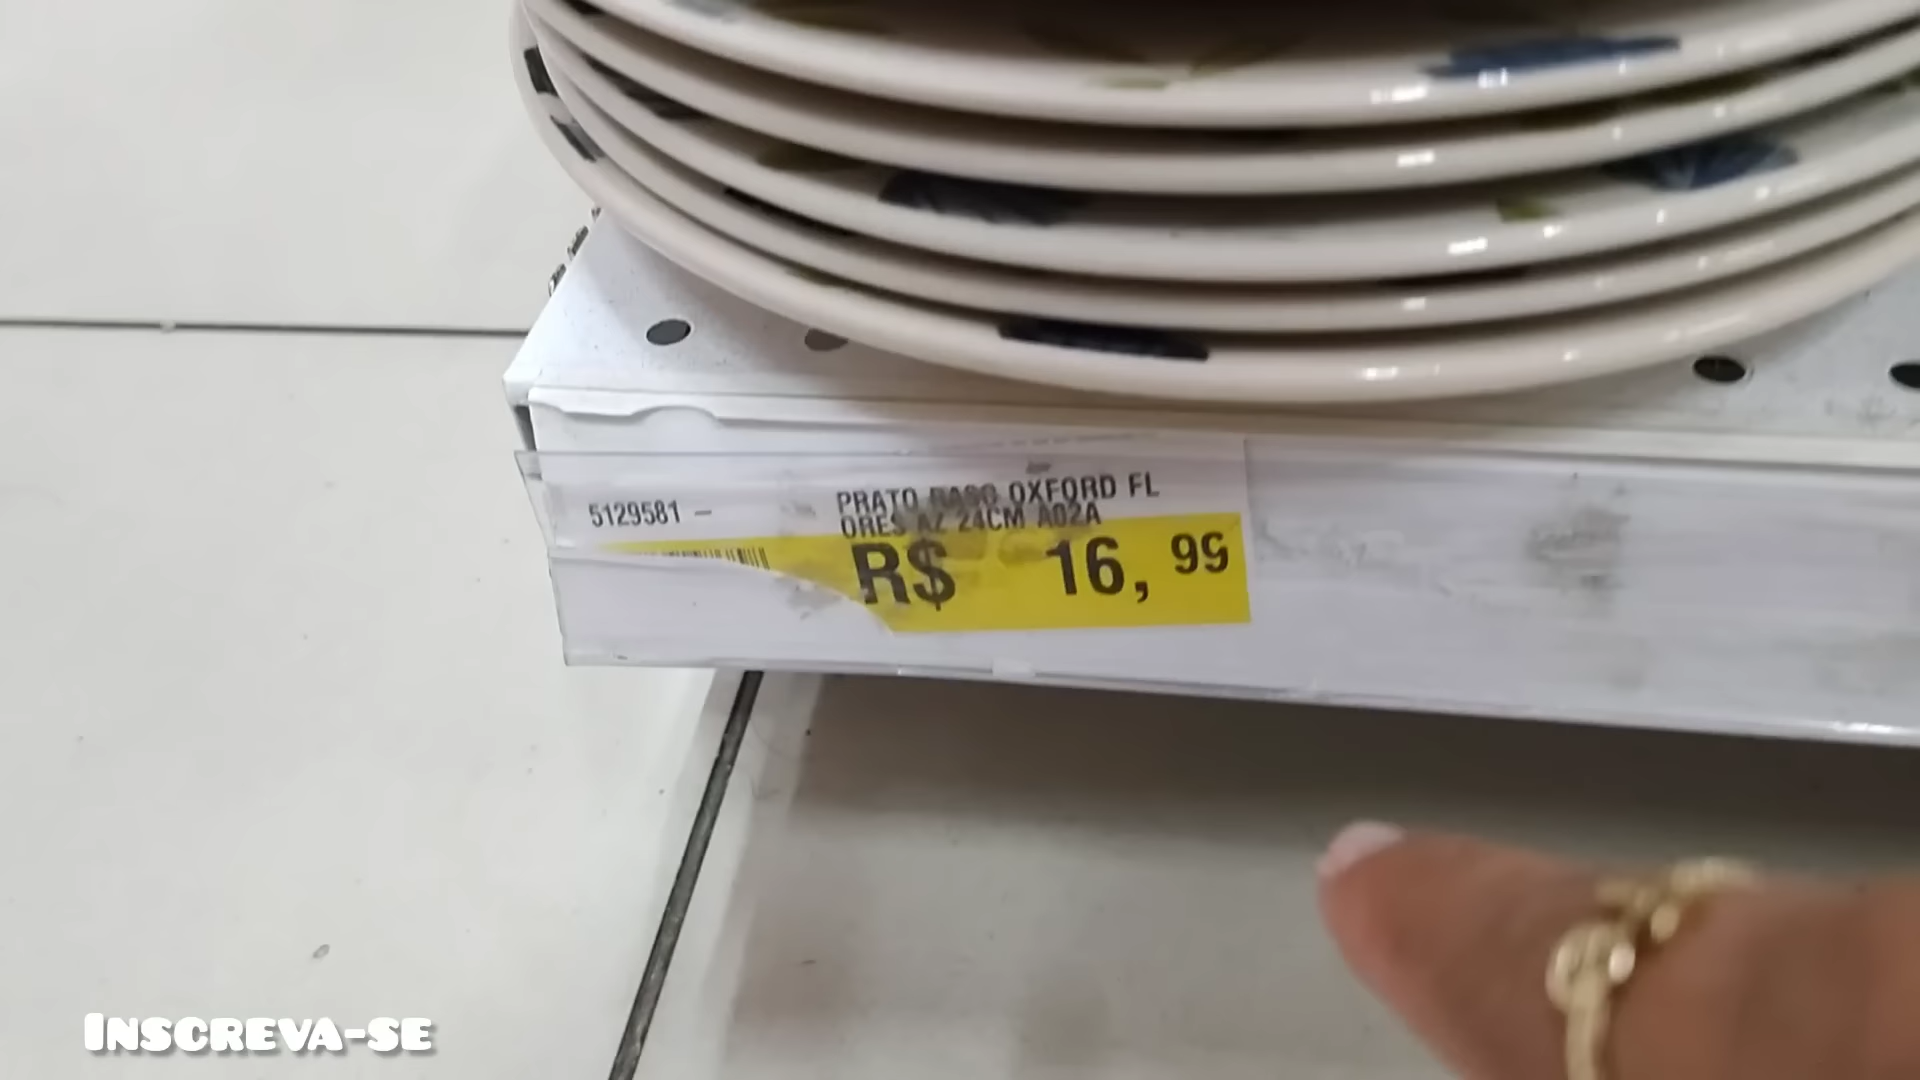 5129581 -
PRATO RASO OXFORD FL
ORES AZ 24CM A02A
R$ 16,99
INSCREVA-SE